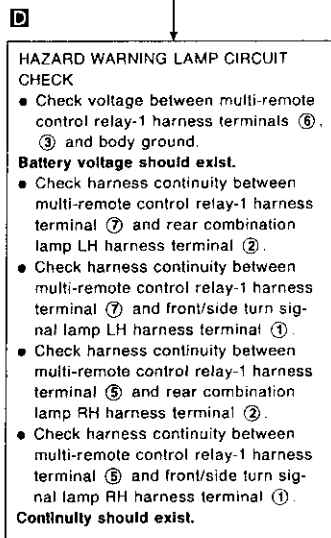 D
HAZARD WARNING LAMP CIRCUIT
CHECK
● Check voltage between multi-remote
control relay-1 harness terminals ⑥,
③ and body ground.
Battery voltage should exist.
● Check harness continuity between
multi-remote control relay-1 harness
terminal ⑦ and rear combination
lamp LH harness terminal ②.
● Check harness continuity between
multi-remote control relay-1 harness
terminal ⑦ and front/side turn sig-
nal lamp LH harness terminal ①.
● Check harness continuity between
multi-remote control relay-1 harness
terminal ⑤ and rear combination
lamp RH harness terminal ②.
● Check harness continuity between
multi-remote control relay-1 harness
terminal ⑤ and front/side turn sig-
nal lamp RH harness terminal ①.
Continuity should exist.